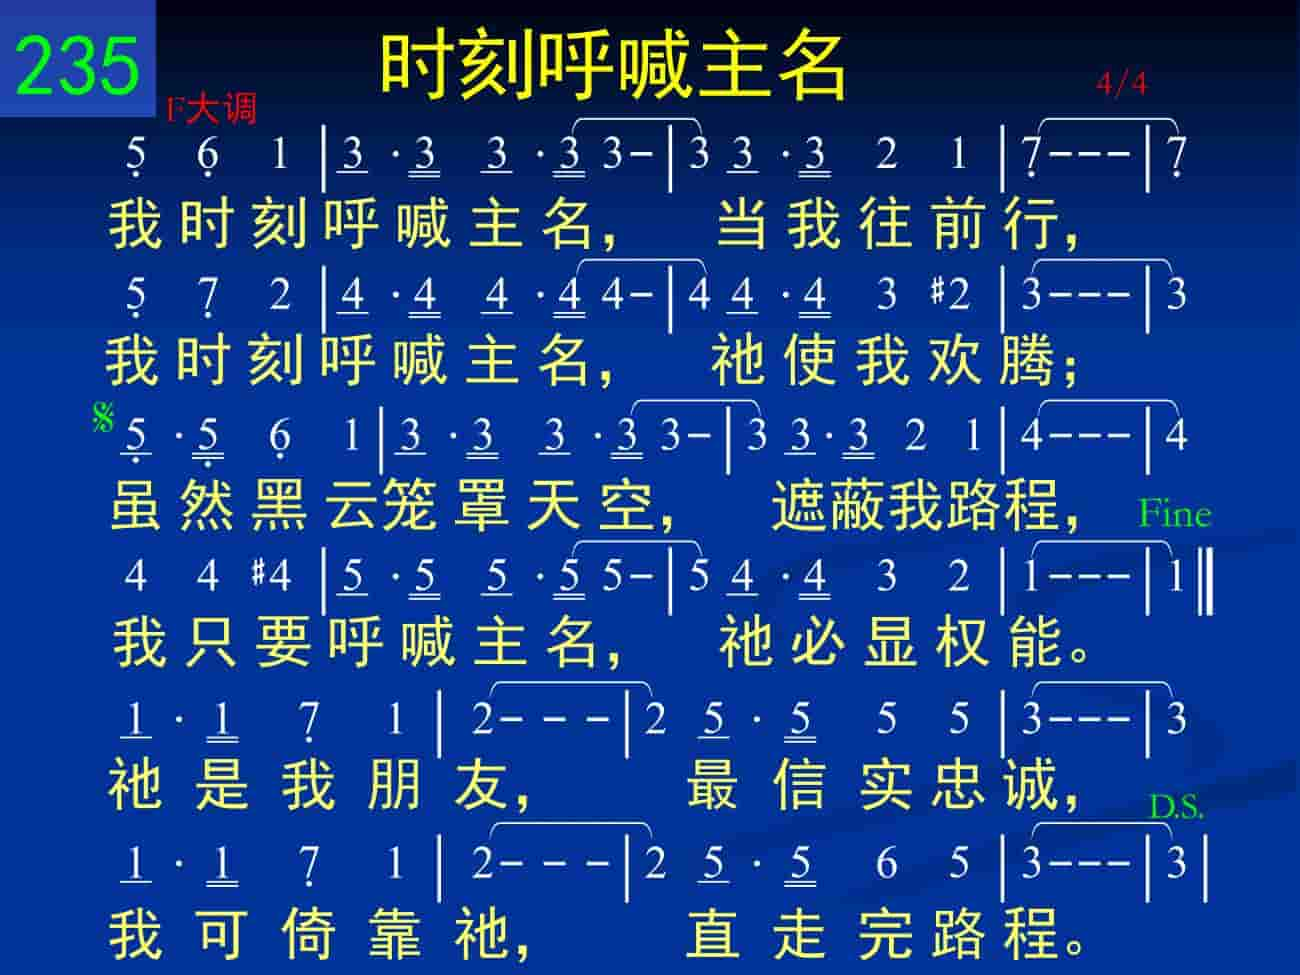 235
时刻呼喊主名
F大调
4/4
5 6 1 | 3 · 3 3 · 3 3- | 3 3 · 3 2 1 | 7--- | 7
我时刻呼喊主名， 当我往前行，
5 7 2 | 4 · 4 4 · 4 4- | 4 4 · 4 3 #2 | 3--- | 3
我时刻呼喊主名， 祂使我欢腾；
𝄋 5 · 5 6 1 | 3 · 3 3 · 3 3- | 3 3 · 3 2 1 | 4--- | 4
虽然黑云笼罩天空， 遮蔽我路程， Fine
4 4 #4 | 5 · 5 5 · 5 5- | 5 4 · 4 3 2 | 1--- | 1 ‖
我只要呼喊主名， 祂必显权能。
1 · 1 7 1 | 2- - - | 2 5 · 5 5 5 | 3--- | 3
祂是我朋友， 最信实忠诚， D.S.
1 · 1 7 1 | 2- - - | 2 5 · 5 6 5 | 3--- | 3 |
我可倚靠祂， 直走完路程。